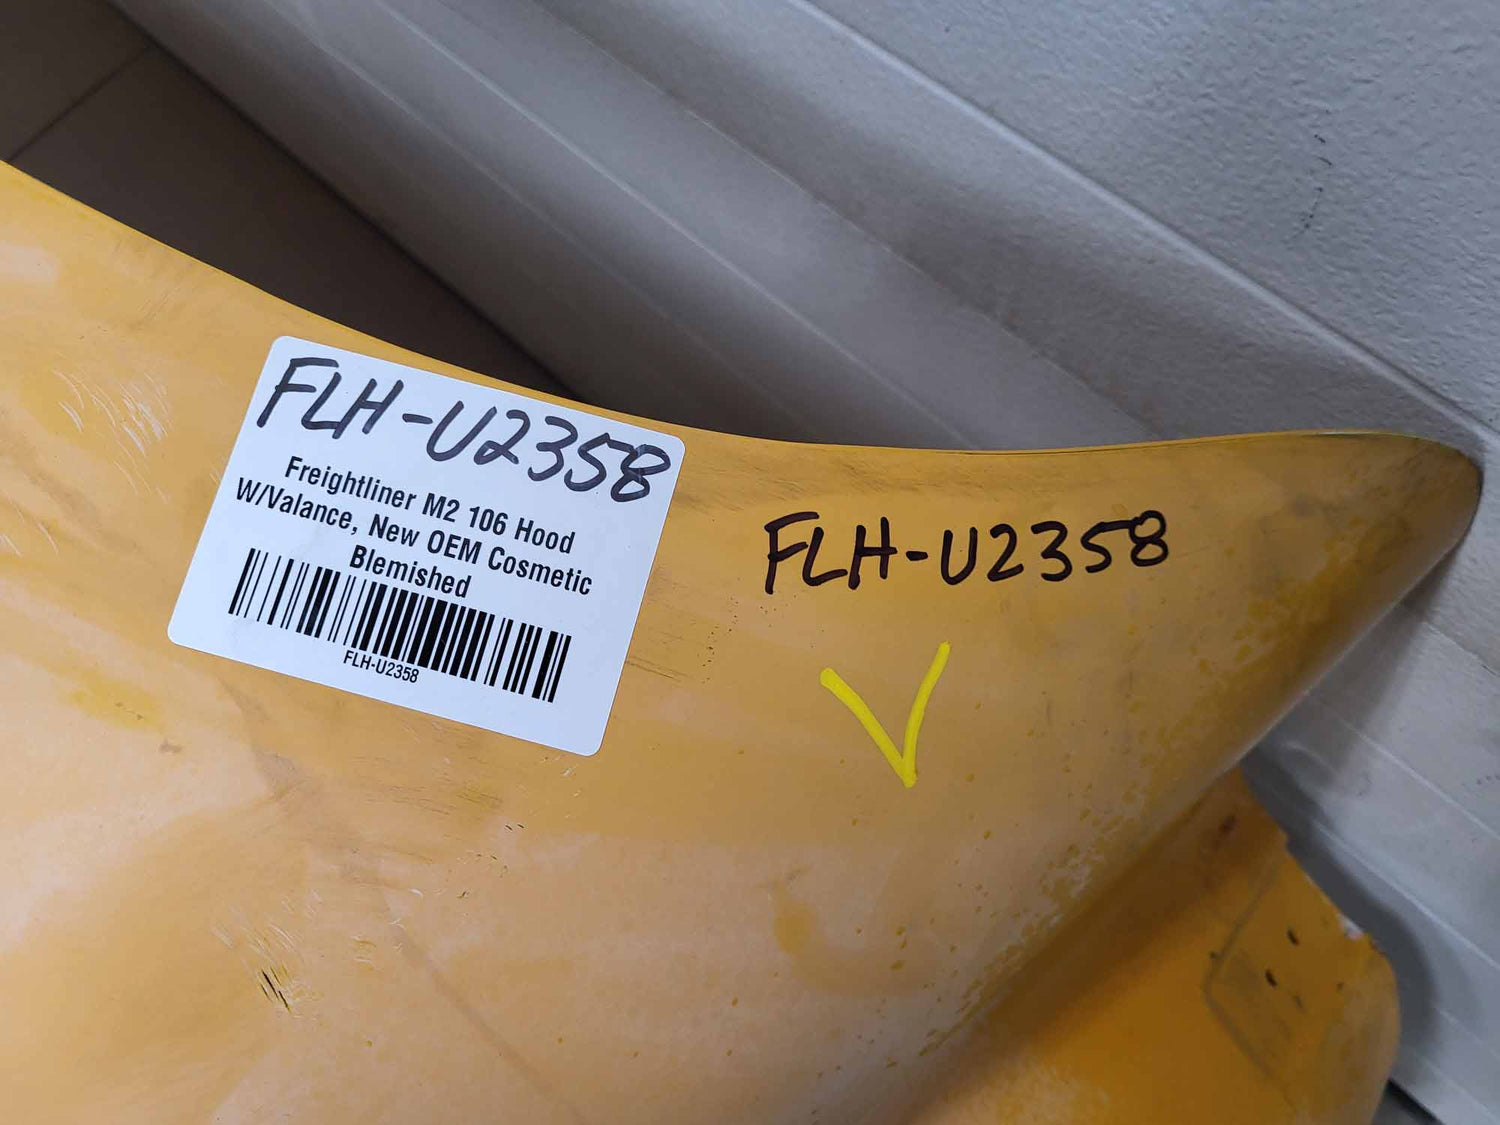 FLH-U2358
Freightliner M2 106 Hood
W/Valance, New OEM Cosmetic
Blemished
FLH-U2358
FLH-U2358